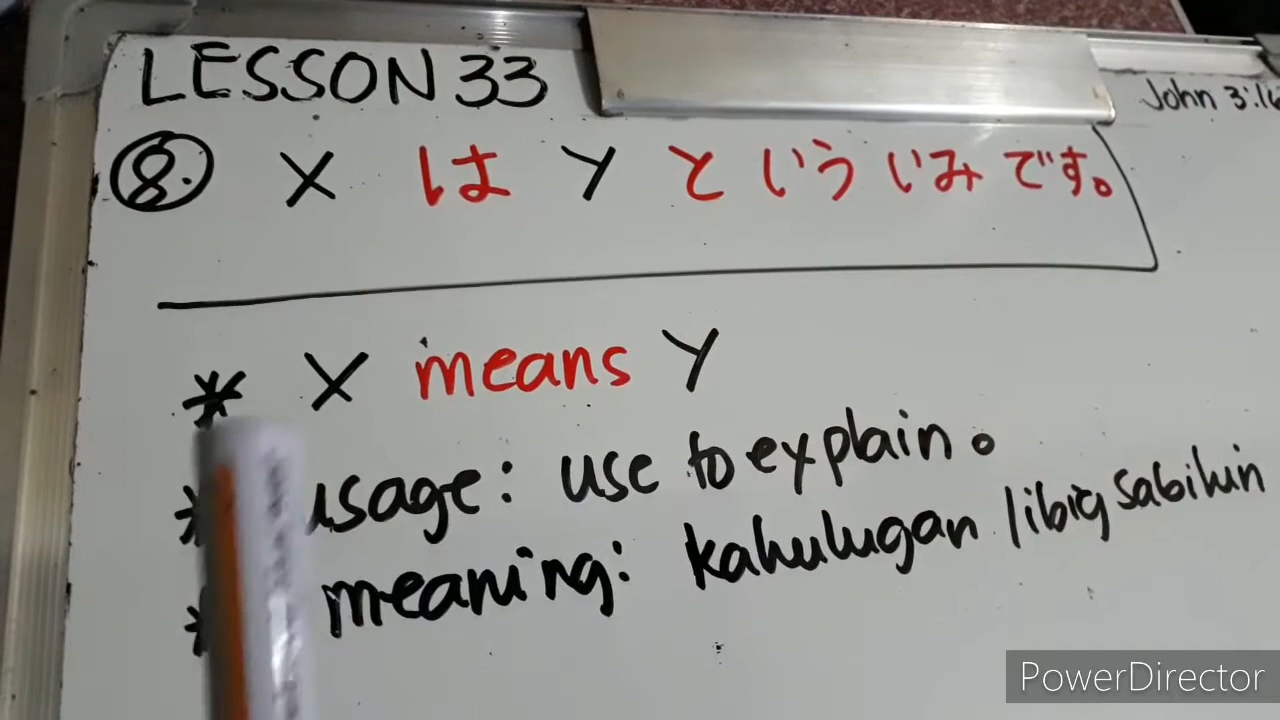 LESSON 33
John 3:16
8. X は Y と いう いみ です。
* X means Y
* usage: use to explain。
* meaning: kahulugan / ibig sabihin
PowerDirector